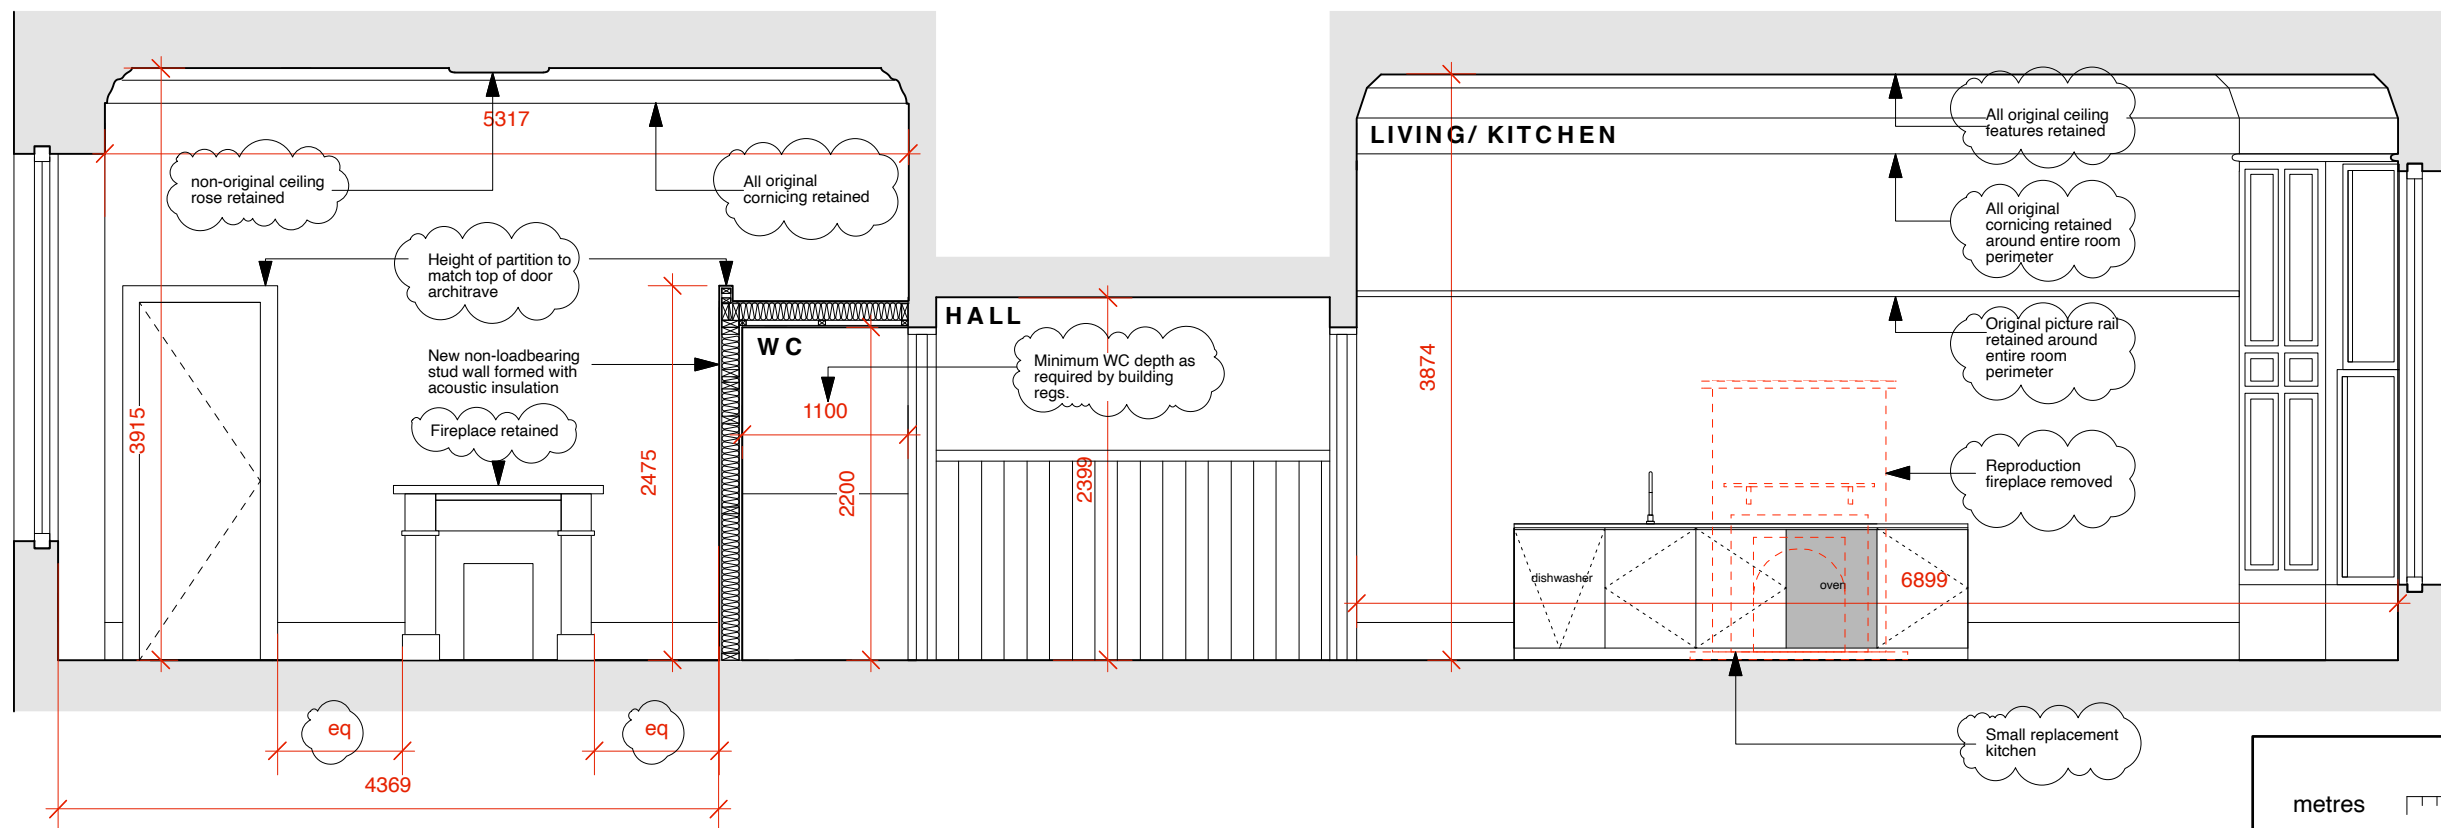 5317
LIVING/ KITCHEN
All original ceiling
features retained
non-original ceiling
rose retained
All original
cornicing retained
All original
cornicing retained
around entire room
perimeter
Height of partition to
match top of door
architrave
HALL
WC
Original picture rail
retained around
entire room
perimeter
New non-loadbearing
stud wall formed with
acoustic insulation
Minimum WC depth as
required by building
regs.
3874
1100
3915
Fireplace retained
2475
2200
2399
Reproduction
fireplace removed
dishwasher
oven
6899
eq
eq
Small replacement
kitchen
4369
metres